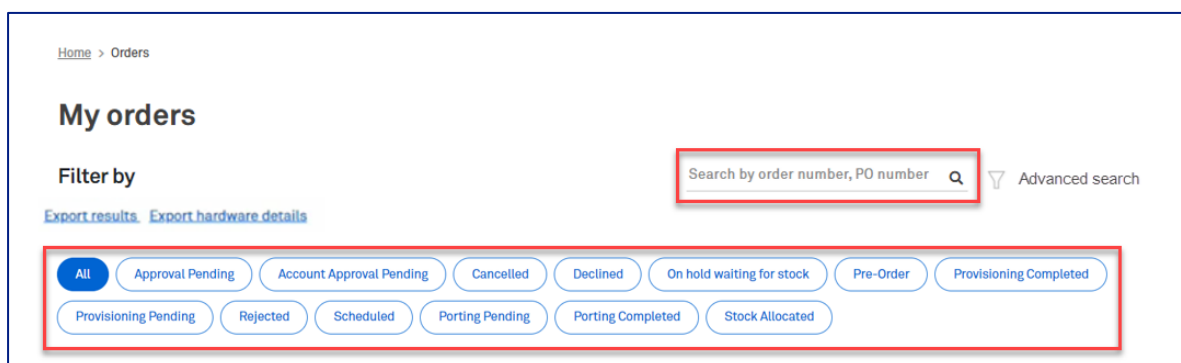 Home > Orders
My orders
Filter by
Search by order number, PO number
Advanced search
Export results Export hardware details
All Approval Pending Account Approval Pending Cancelled Declined On hold waiting for stock Pre-Order Provisioning Completed
Provisioning Pending Rejected Scheduled Porting Pending Porting Completed Stock Allocated